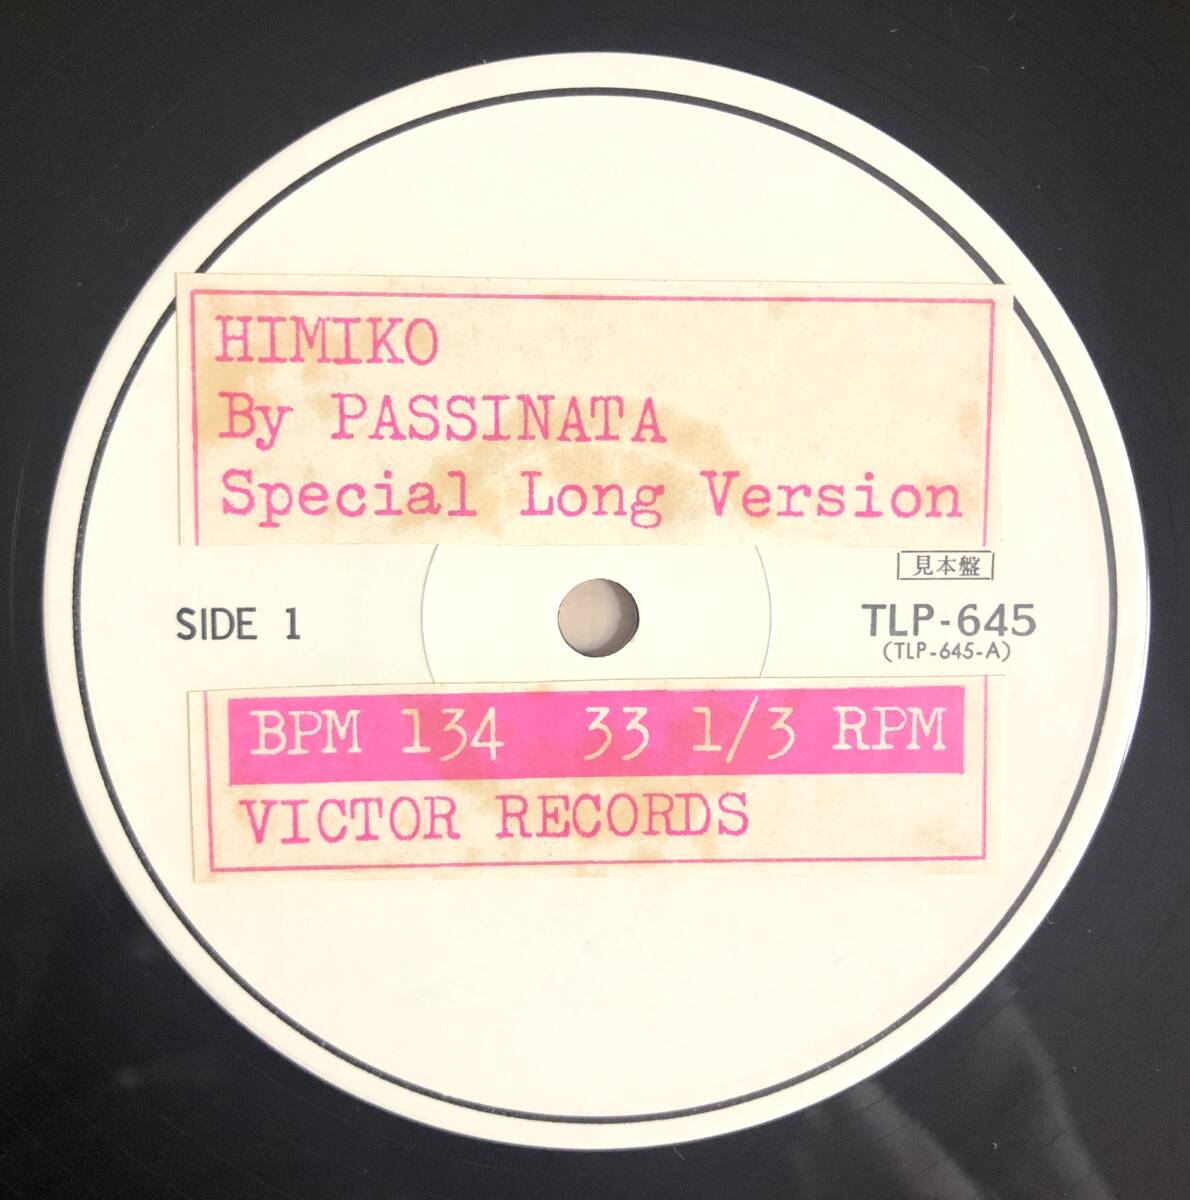 HIMIKO
By PASSINATA
Special Long Version
見本盤
SIDE 1
TLP-645
(TLP-645-A)
BPM 134 33 1/3 RPM
VICTOR RECORDS